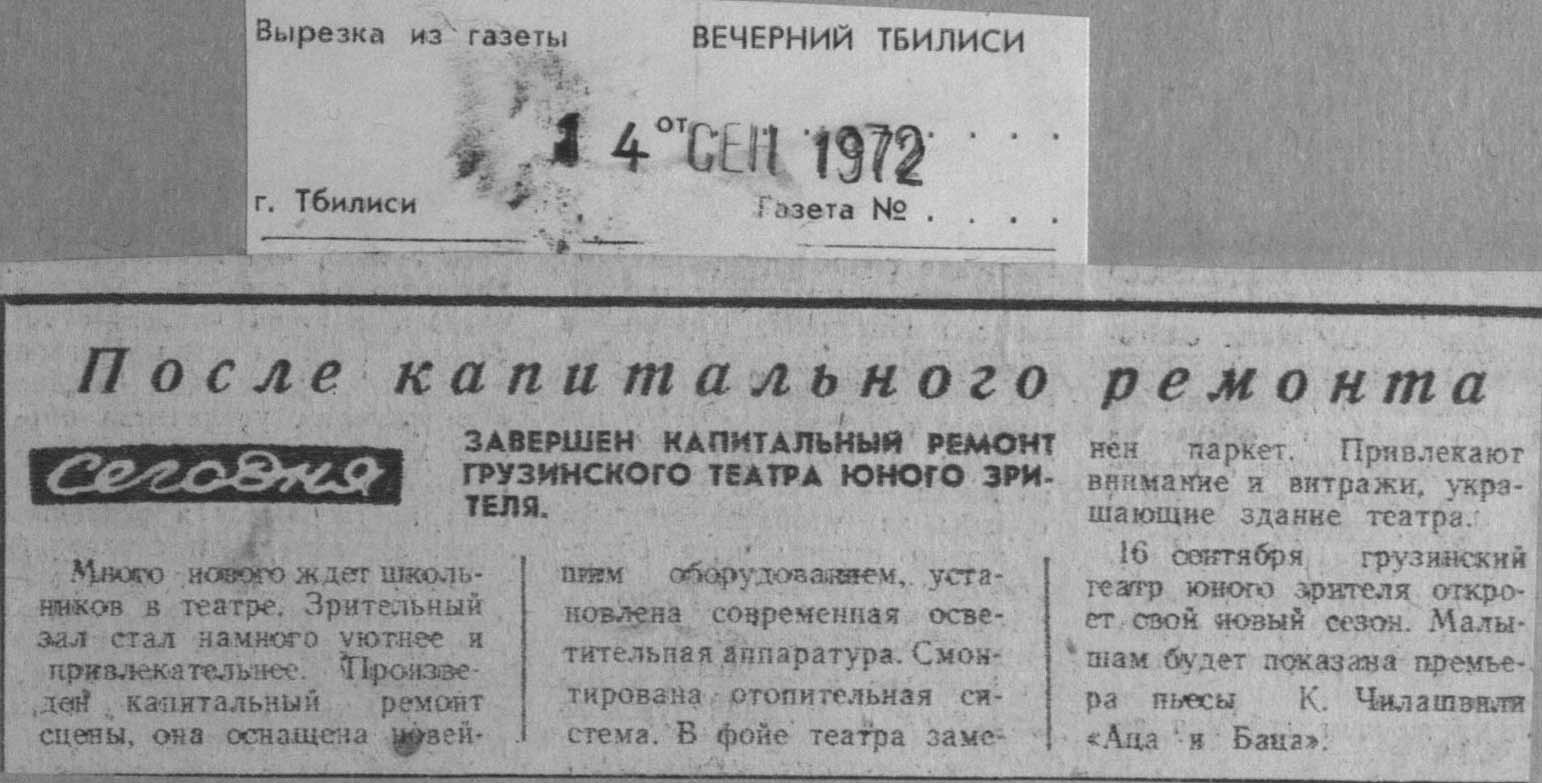 Вырезка из газеты ВЕЧЕРНИЙ ТБИЛИСИ
14 от СЕП 1972
г. Тбилиси Газета № . . . .
После капитального ремонта
сегодня
ЗАВЕРШЕН КАПИТАЛЬНЫЙ РЕМОНТ
ГРУЗИНСКОГО ТЕАТРА ЮНОГО ЗРИ-
ТЕЛЯ.
Много нового ждет школь-
ников в театре. Зрительный
зал стал намного уютнее и
привлекательнее. Произве-
ден капитальный ремонт
сцены, она оснащена новей-
шим оборудованием, уста-
новлена современная осве-
тительная аппаратура. Смон-
тирована отопительная си-
стема. В фойе театра заме-
нен паркет. Привлекают
внимание и витражи, укра-
шающие здание театра.
16 сентября грузинский
театр юного зрителя откро-
ет свой новый сезон. Малы-
шам будет показана премье-
ра пьесы К. Чилашвили
«Аца и Баца».